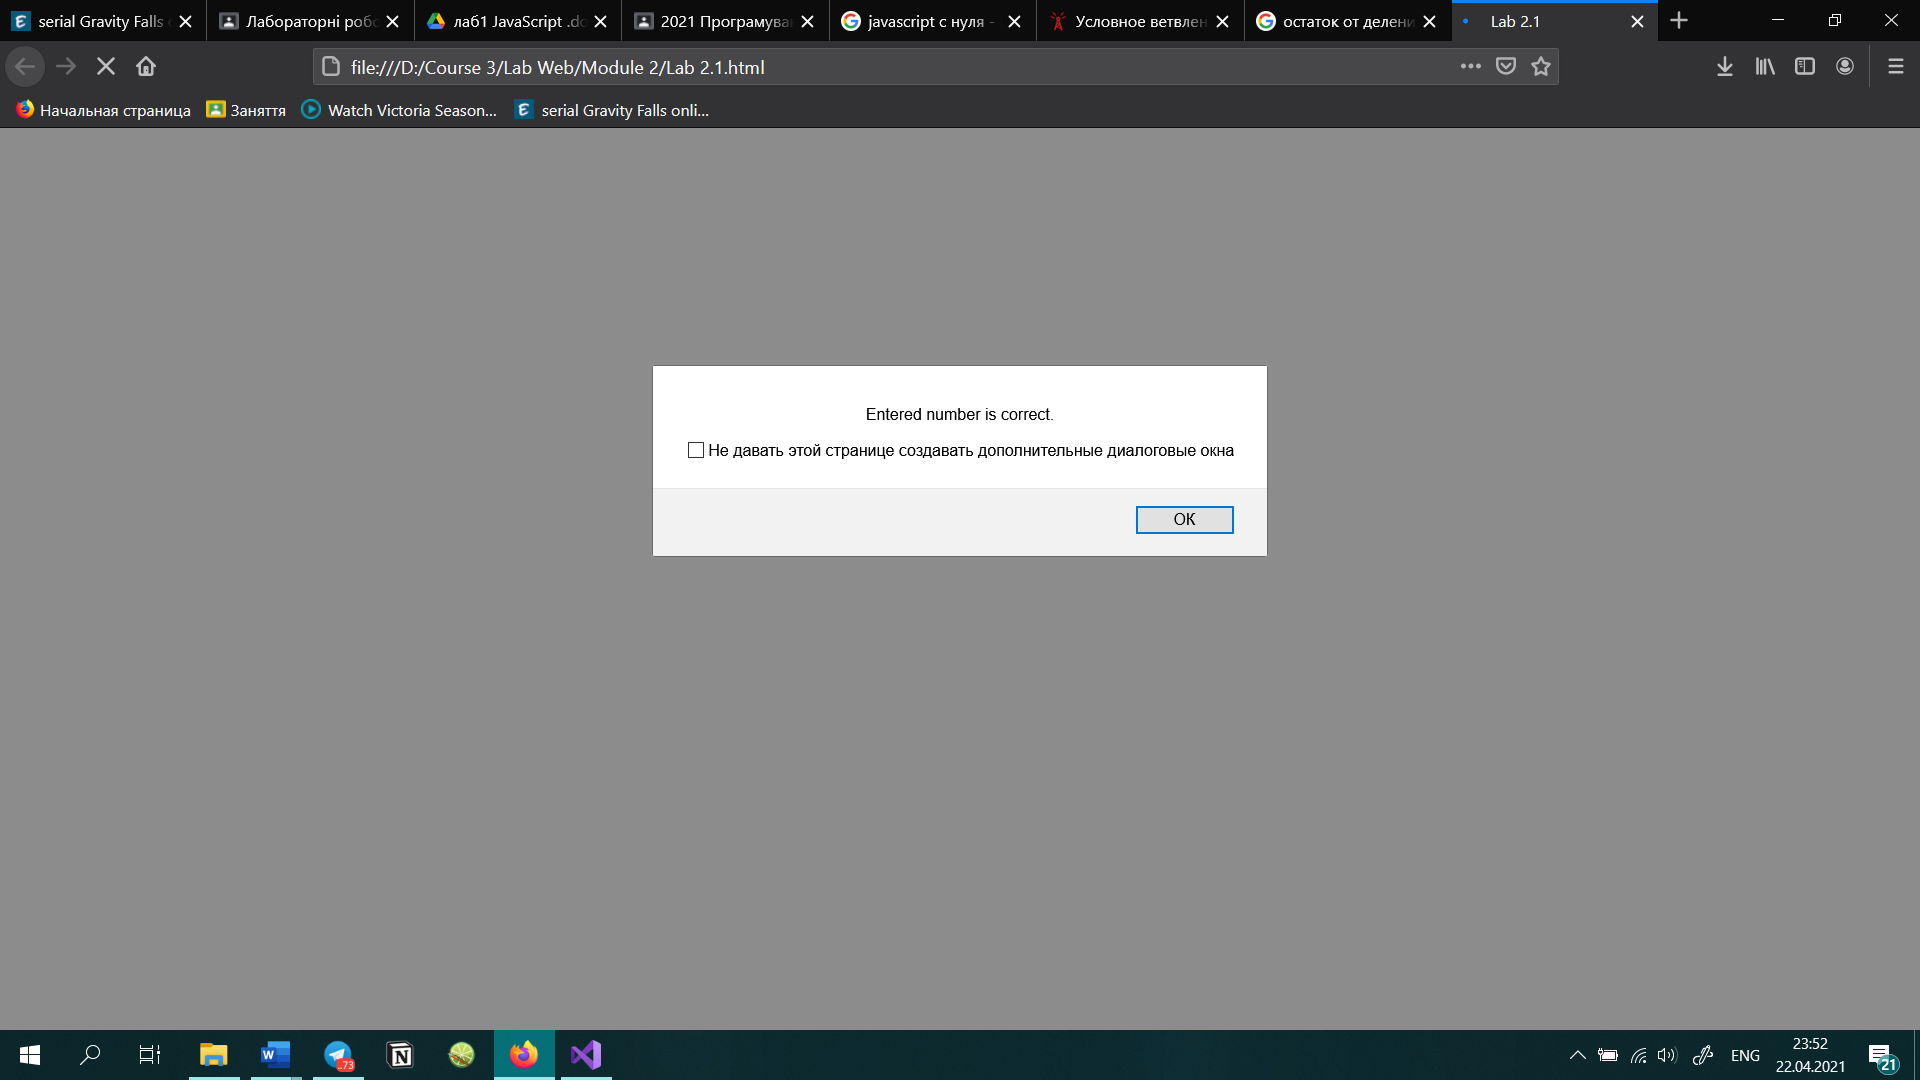 serial Gravity Falls
Лабораторні роб
лаб1 JavaScript .do
2021 Програмува
javascript с нуля -
Условное ветвлен
остаток от делени
Lab 2.1
file:///D:/Course 3/Lab Web/Module 2/Lab 2.1.html
Начальная страница
Заняття
Watch Victoria Season...
serial Gravity Falls onli...
Entered number is correct.
Не давать этой странице создавать дополнительные диалоговые окна
OK
..73
ENG
23:52
22.04.2021
21